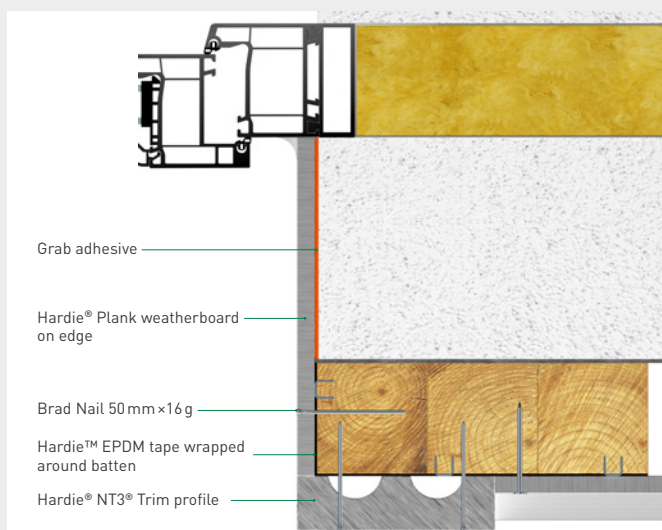 Grab adhesive
Hardie® Plank weatherboard
on edge
Brad Nail 50 mm × 16 g
Hardie™ EPDM tape wrapped
around batten
Hardie® NT3® Trim profile